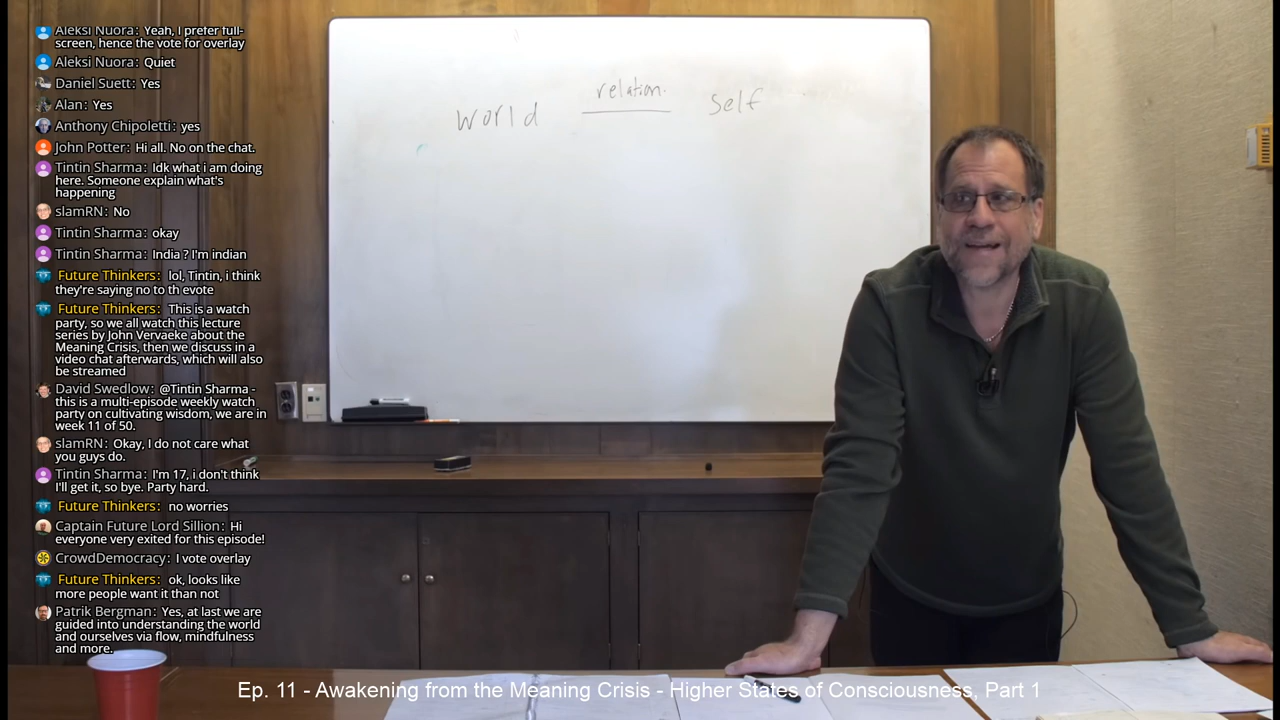 Aleksi Nuora: Yeah, I prefer full-
screen, hence the vote for overlay
Aleksi Nuora: Quiet
Daniel Suett: Yes
Alan: Yes
Anthony Chipoletti: yes
John Potter: Hi all. No on the chat.
Tintin Sharma: Idk what i am doing
here. Someone explain what's
happening
slamRN: No
Tintin Sharma: okay
Tintin Sharma: India ? I'm indian
Future Thinkers: lol, Tintin, i think
they're saying no to th evote
Future Thinkers: This is a watch
party, so we all watch this lecture
series by John Vervaeke about the
Meaning Crisis, then we discuss in a
video chat afterwards, which will also
be streamed
David Swedlow: @Tintin Sharma -
this is a multi-episode weekly watch
party on cultivating wisdom, we are in
week 11 of 50.
slamRN: Okay, I do not care what
you guys do.
Tintin Sharma: I'm 17, i don't think
I'll get it, so bye. Party hard.
Future Thinkers: no worries
Captain Future Lord Sillion: Hi
everyone very exited for this episode!
CrowdDemocracy: I vote overlay
Future Thinkers: ok, looks like
more people want it than not
Patrik Bergman: Yes, at last we are
guided into understanding the world
and ourselves via flow, mindfulness
and more.
world relation. self
Ep. 11 - Awakening from the Meaning Crisis - Higher States of Consciousness, Part 1